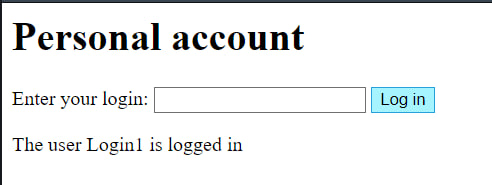 Personal account
Enter your login: Log in
The user Login1 is logged in